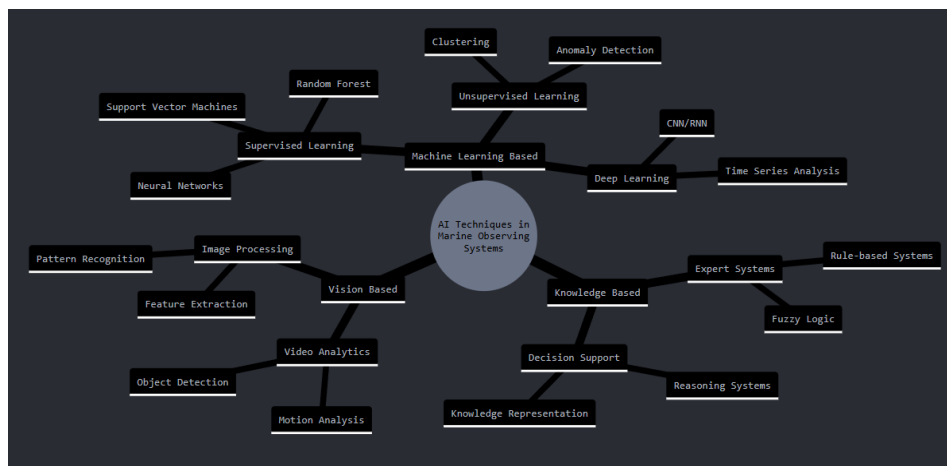 Clustering
Anomaly Detection
Random Forest
Unsupervised Learning
Support Vector Machines
CNN/RNN
Supervised Learning
Machine Learning Based
Time Series Analysis
Deep Learning
Neural Networks
AI Techniques in
Marine Observing
Systems
Image Processing
Rule-based Systems
Pattern Recognition
Expert Systems
Vision Based
Knowledge Based
Feature Extraction
Fuzzy Logic
Video Analytics
Decision Support
Object Detection
Reasoning Systems
Knowledge Representation
Motion Analysis